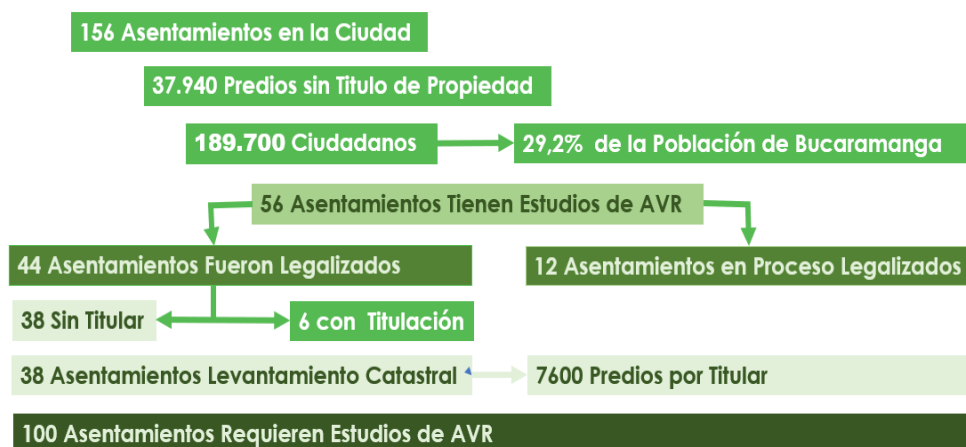 156 Asentamientos en la Ciudad
37.940 Predios sin Titulo de Propiedad
189.700 Ciudadanos
29,2% de la Población de Bucaramanga
56 Asentamientos Tienen Estudios de AVR
44 Asentamientos Fueron Legalizados
12 Asentamientos en Proceso Legalizados
38 Sin Titular
6 con Titulación
38 Asentamientos Levantamiento Catastral
7600 Predios por Titular
100 Asentamientos Requieren Estudios de AVR